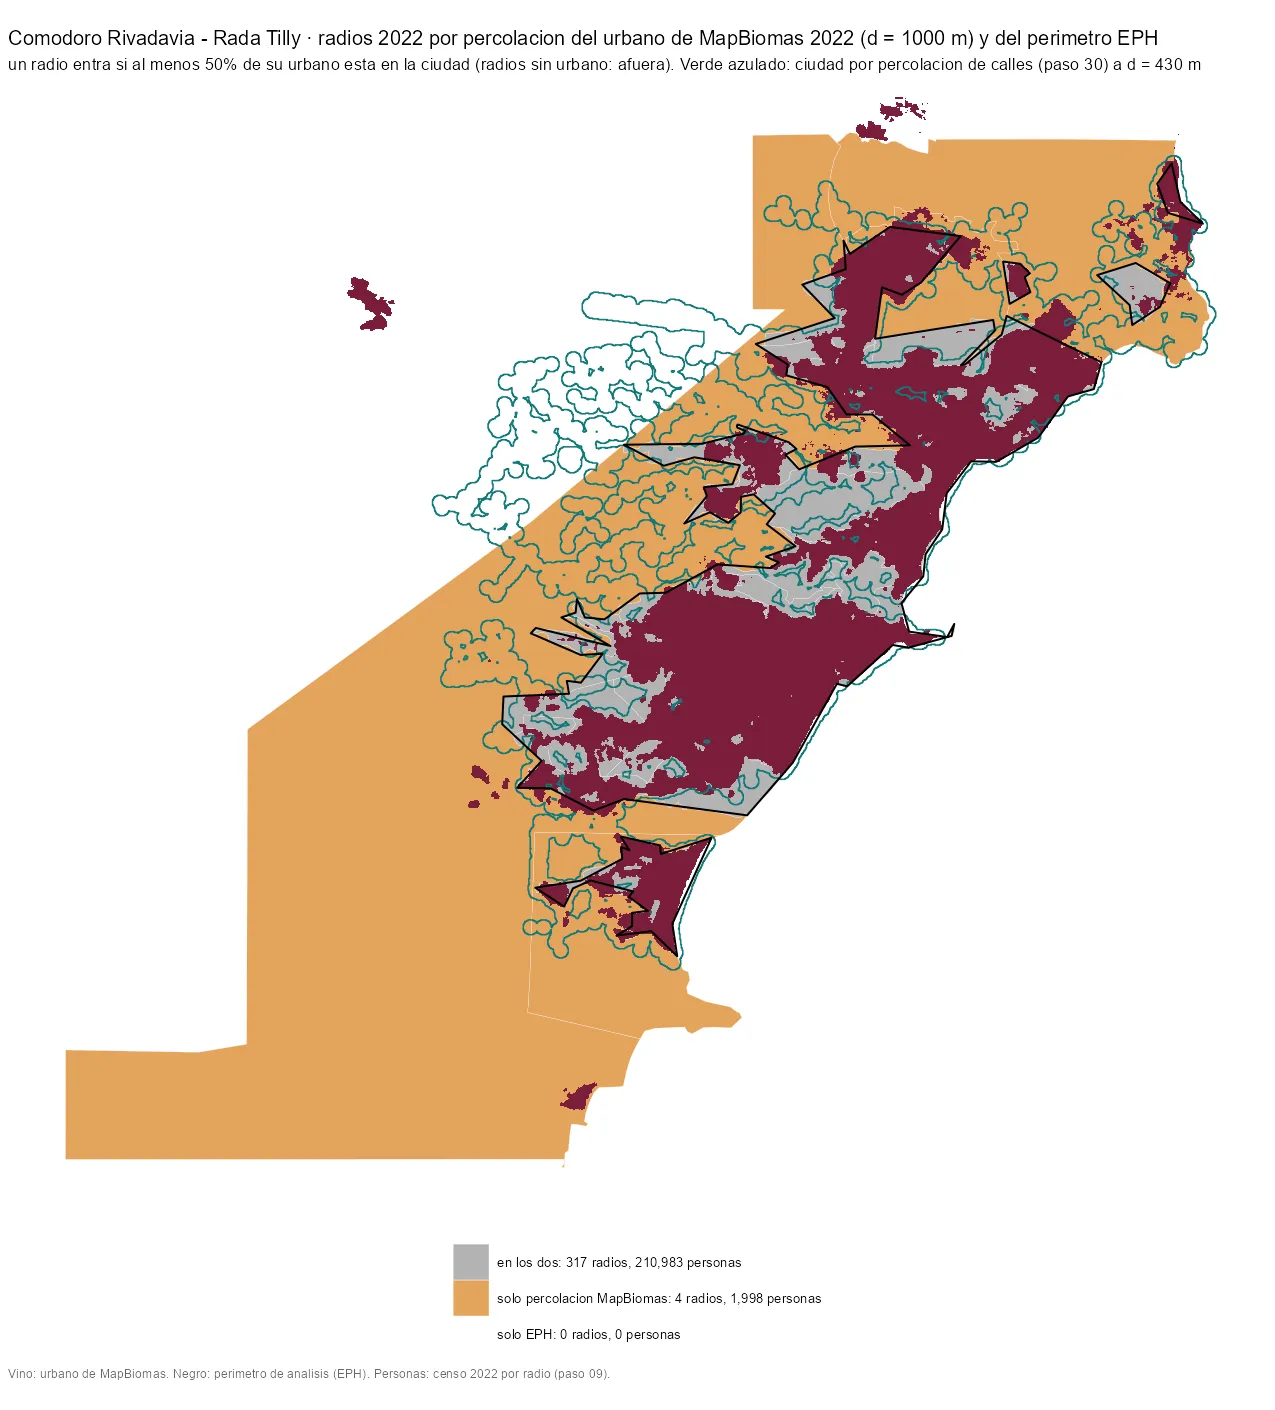 Comodoro Rivadavia - Rada Tilly · radios 2022 por percolacion del urbano de MapBiomas 2022 (d = 1000 m) y del perimetro EPH
un radio entra si al menos 50% de su urbano esta en la ciudad (radios sin urbano: afuera). Verde azulado: ciudad por percolacion de calles (paso 30) a d = 430 m
en los dos: 317 radios, 210,983 personas
solo percolacion MapBiomas: 4 radios, 1,998 personas
solo EPH: 0 radios, 0 personas
Vino: urbano de MapBiomas. Negro: perimetro de analisis (EPH). Personas: censo 2022 por radio (paso 09).